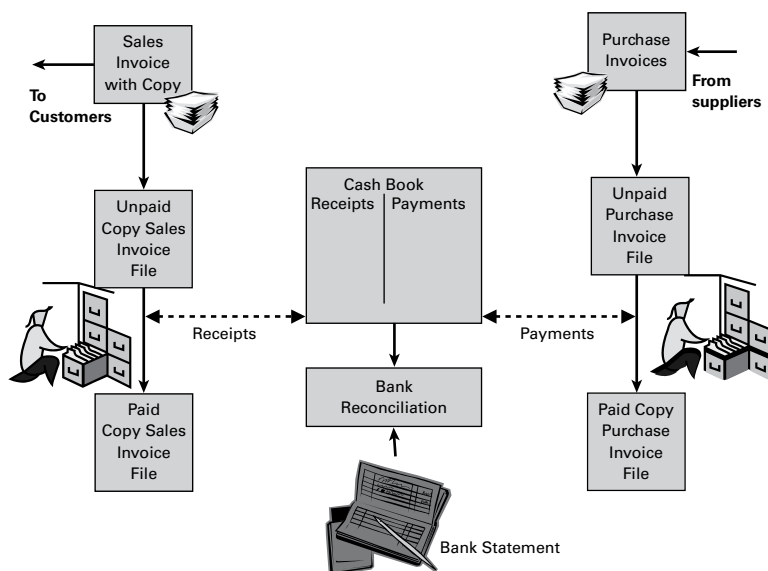 Sales
Invoice
with Copy
To
Customers
Purchase
Invoices
From
suppliers
Unpaid
Copy Sales
Invoice
File
Cash Book
Receipts Payments
Unpaid
Purchase
Invoice
File
Receipts
Payments
Paid
Copy Sales
Invoice
File
Bank
Reconciliation
Paid Copy
Purchase
Invoice
File
Bank Statement